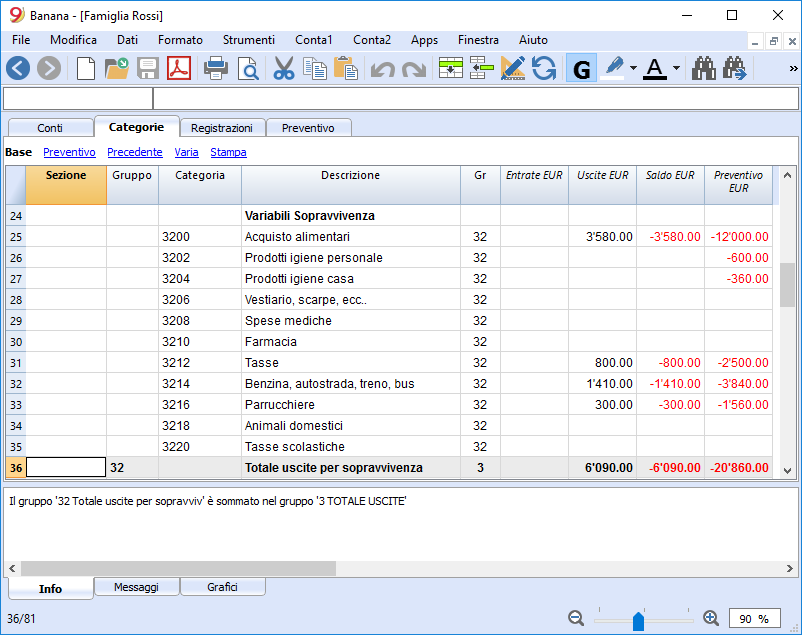 Banana - [Famiglia Rossi]
File Modifica Dati Formato Strumenti Conta1 Conta2 Apps Finestra Aiuto
G A »
Conti Categorie Registrazioni Preventivo
Base Preventivo Precedente Varia Stampa
Sezione Gruppo Categoria Descrizione Gr Entrate EUR Uscite EUR Saldo EUR Preventivo
EUR
24 Variabili Sopravvivenza
25 3200 Acquisto alimentari 32 3'580.00 -3'580.00 -12'000.00
26 3202 Prodotti igiene personale 32 -600.00
27 3204 Prodotti igiene casa 32 -360.00
28 3206 Vestiario, scarpe, ecc.. 32
29 3208 Spese mediche 32
30 3210 Farmacia 32
31 3212 Tasse 32 800.00 -800.00 -2'500.00
32 3214 Benzina, autostrada, treno, bus 32 1'410.00 -1'410.00 -3'840.00
33 3216 Parrucchiere 32 300.00 -300.00 -1'560.00
34 3218 Animali domestici 32
35 3220 Tasse scolastiche 32
36 32 Totale uscite per sopravvivenza 3 6'090.00 -6'090.00 -20'860.00
Il gruppo '32 Totale uscite per sopravviv' è sommato nel gruppo '3 TOTALE USCITE'
Info Messaggi Grafici
36/81 90 %